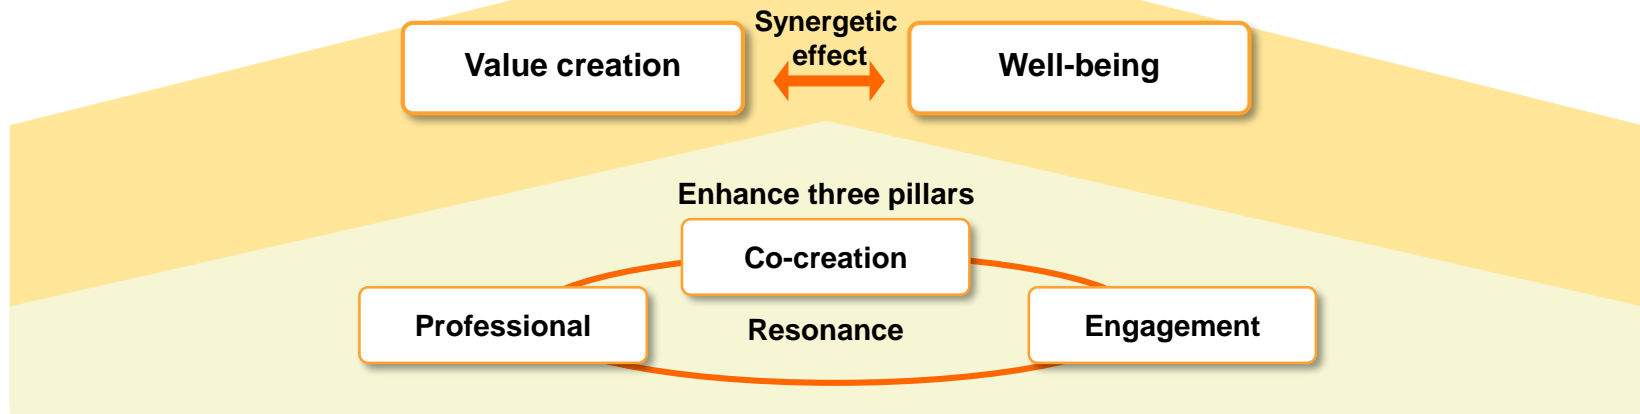 Value creation
Synergetic
effect
Well-being
Enhance three pillars
Co-creation
Professional
Resonance
Engagement